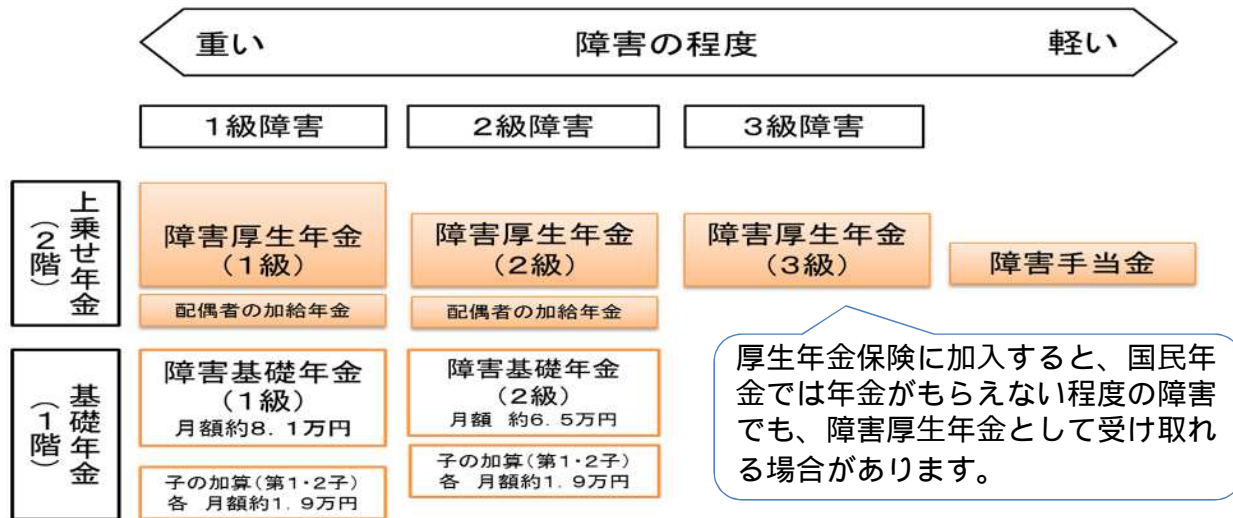 重い 障害の程度 軽い
1級障害 2級障害 3級障害
上乗せ年金
(2階)
障害厚生年金
(1級)
障害厚生年金
(2級)
障害厚生年金
(3級)
障害手当金
配偶者の加給年金
配偶者の加給年金
基礎年金
(1階)
障害基礎年金
(1級)
月額約8.1万円
障害基礎年金
(2級)
月額 約6.5万円
子の加算(第1・2子)
各 月額約1.9万円
子の加算(第1・2子)
各 月額約1.9万円
厚生年金保険に加入すると、国民年
金では年金がもらえない程度の障害
でも、障害厚生年金として受け取れ
る場合があります。